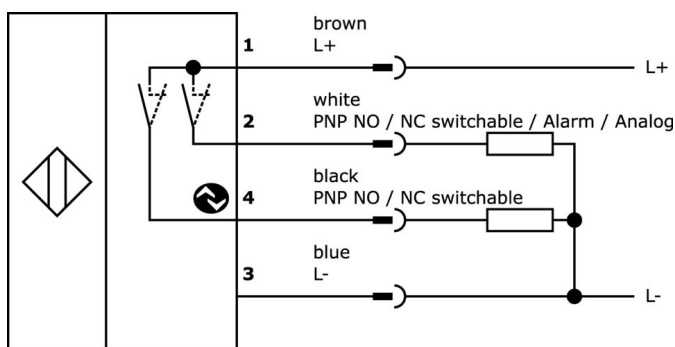 brown
1 L+
L+
white
2 PNP NO / NC switchable / Alarm / Analog
black
4 PNP NO / NC switchable
blue
3 L-
L-